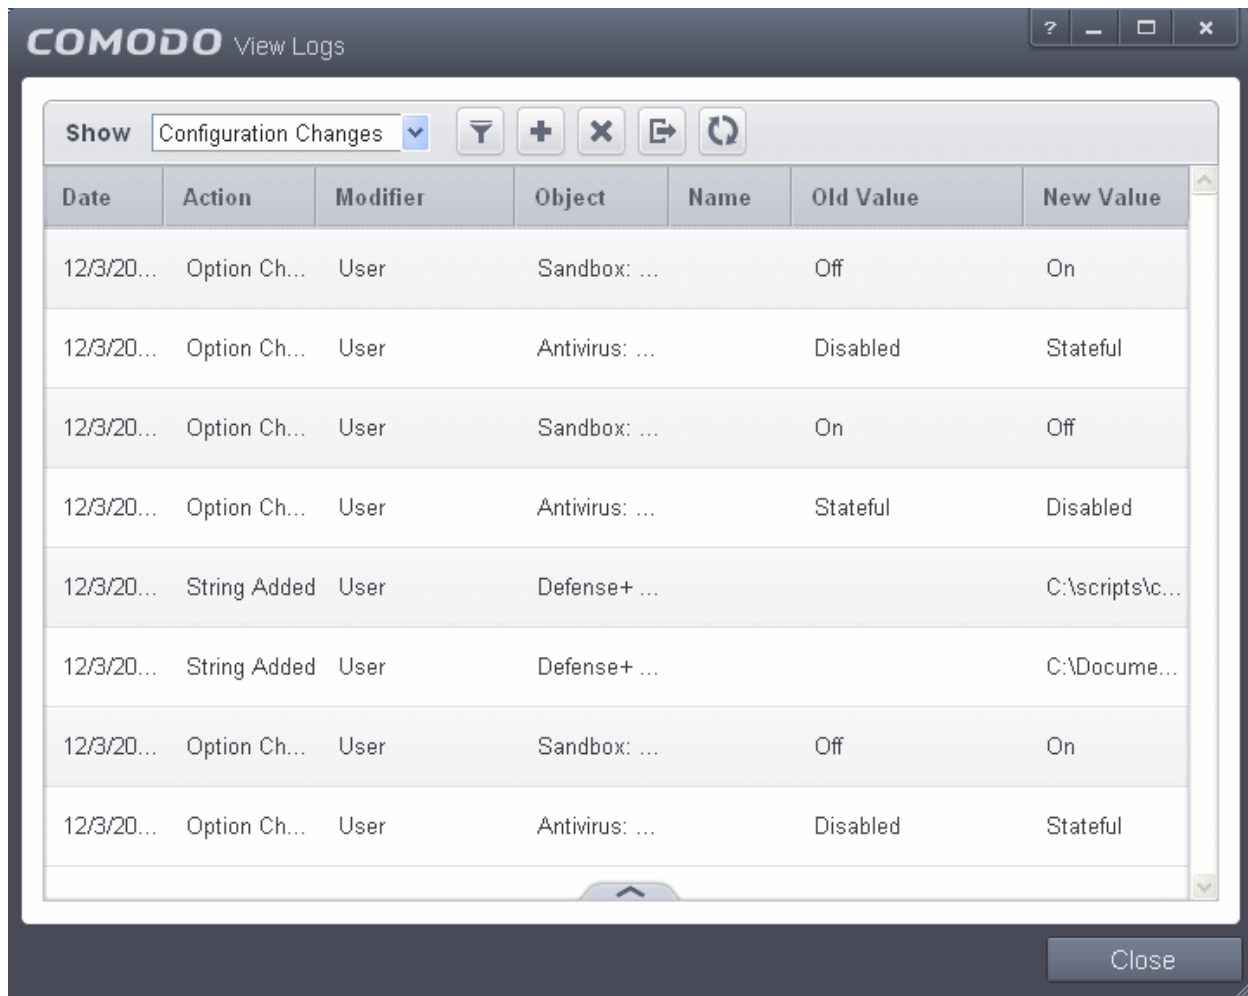 COMODO View Logs ?
Show Configuration Changes
Date Action Modifier Object Name Old Value New Value
12/3/20... Option Ch... User Sandbox: ... Off On
12/3/20... Option Ch... User Antivirus: ... Disabled Stateful
12/3/20... Option Ch... User Sandbox: ... On Off
12/3/20... Option Ch... User Antivirus: ... Stateful Disabled
12/3/20... String Added User Defense+ ... C:\scripts\c...
12/3/20... String Added User Defense+ ... C:\Docume...
12/3/20... Option Ch... User Sandbox: ... Off On
12/3/20... Option Ch... User Antivirus: ... Disabled Stateful
Close